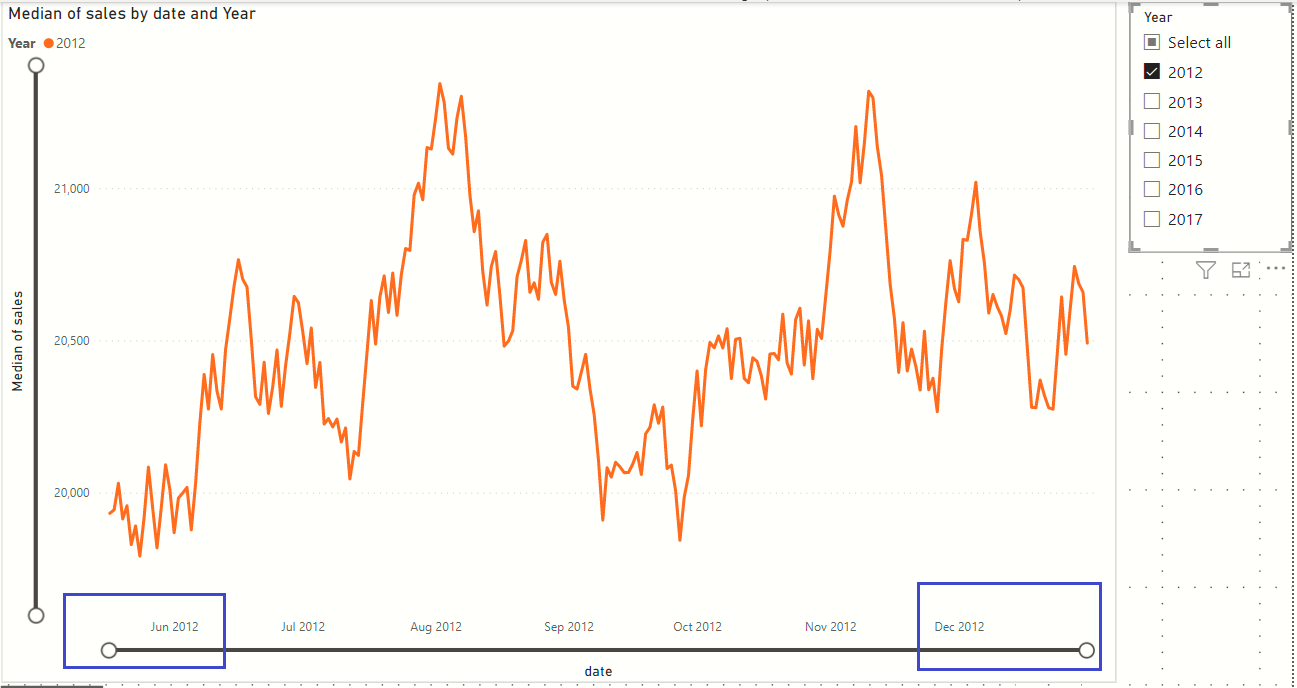 Median of sales by date and Year
Year 2012
21,000
20,500
20,000
Median of sales
Jun 2012 Jul 2012 Aug 2012 Sep 2012 Oct 2012 Nov 2012 Dec 2012
date
Year
Select all
2012
2013
2014
2015
2016
2017